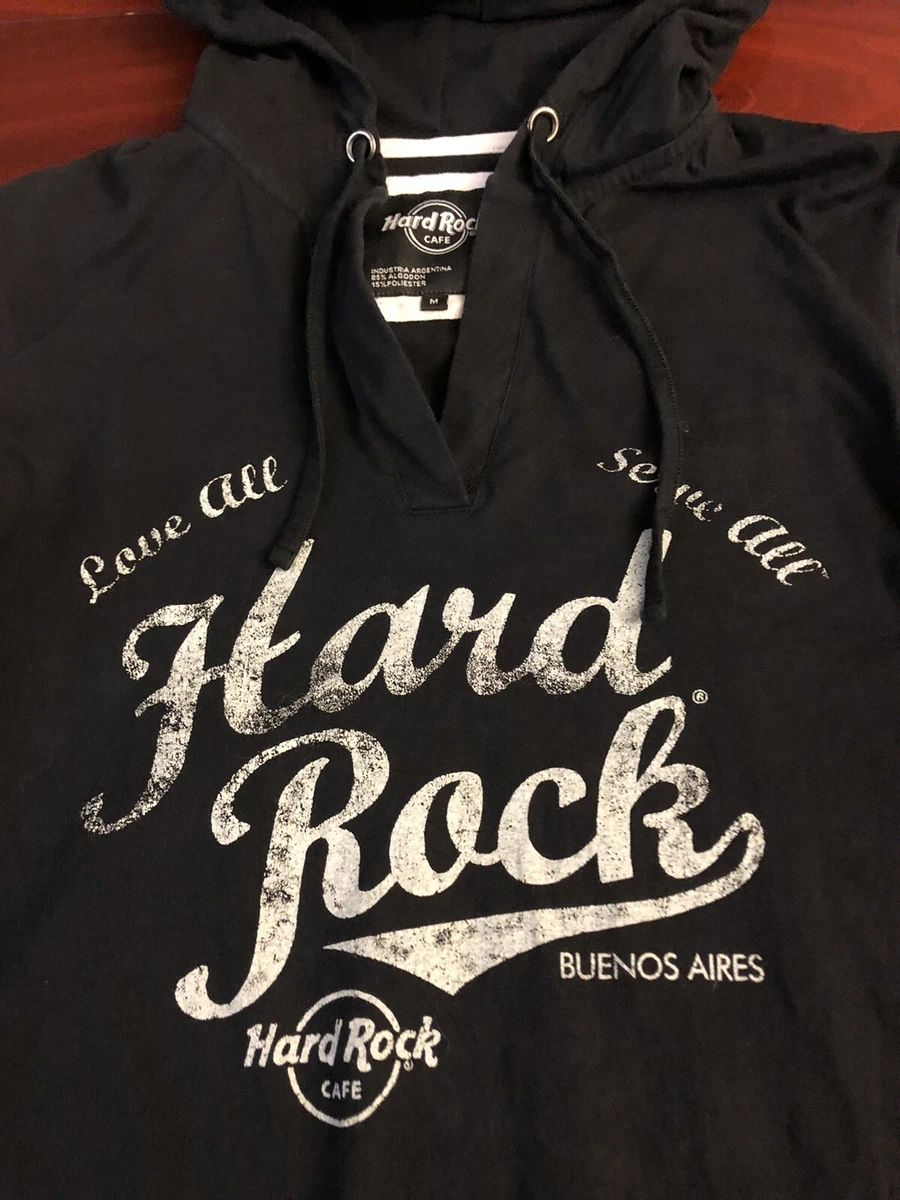 Hard Rock
CAFE
INDUSTRIA ARGENTINA
85% ALGODON
15%POLIESTER
M
Love All
Serve All™
Hard
Rock®
BUENOS AIRES
Hard Rock®
CAFE